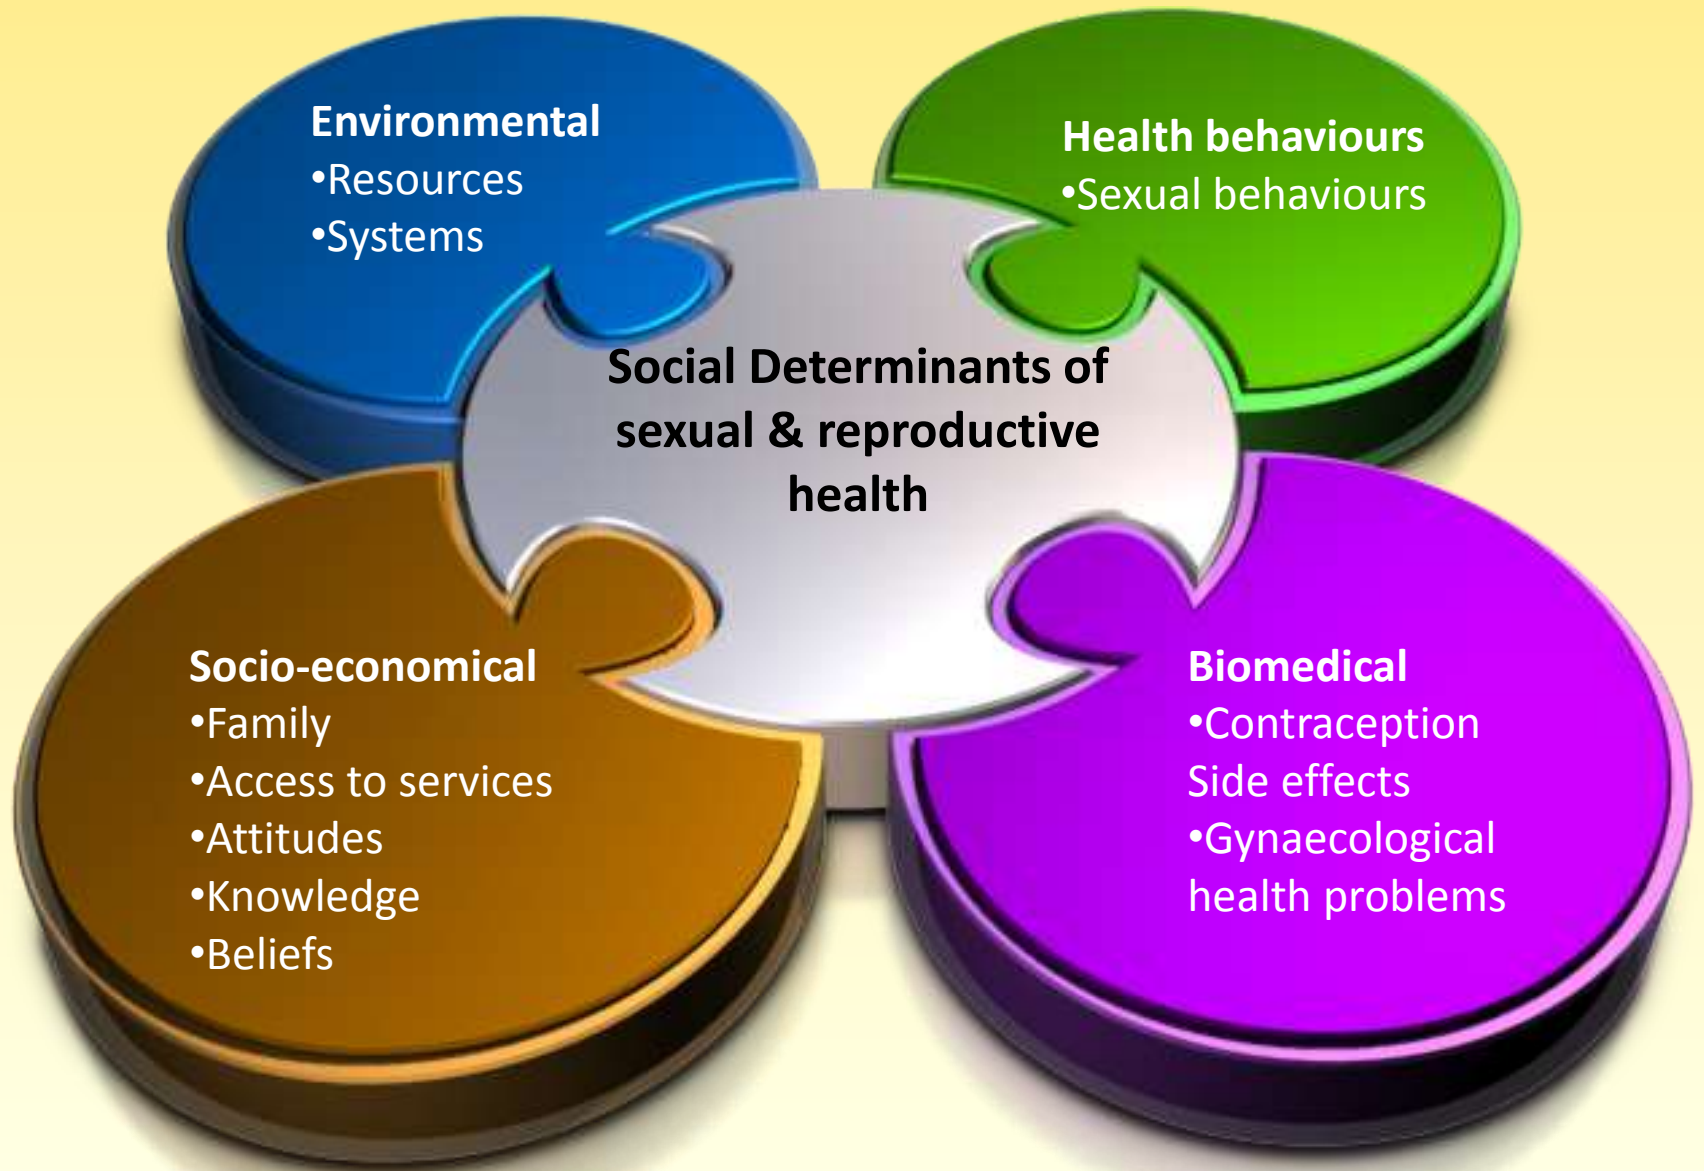 Environmental
•Resources
•Systems
Health behaviours
•Sexual behaviours
Social Determinants of
sexual & reproductive
health
Socio-economical
•Family
•Access to services
•Attitudes
•Knowledge
•Beliefs
Biomedical
•Contraception
Side effects
•Gynaecological
health problems